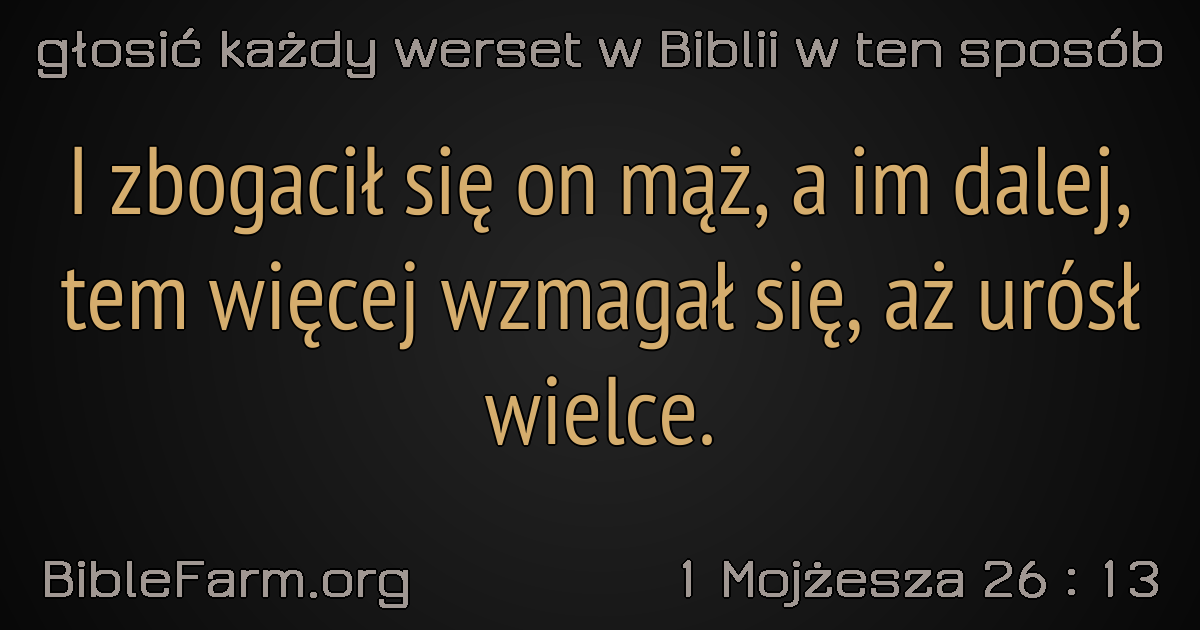 głosić każdy werset w Biblii w ten sposób
I zbogacił się on mąż, a im dalej,
tem więcej wzmagał się, aż urósł
wielce.
BibleFarm.org
1 Mojżesza 26 : 13